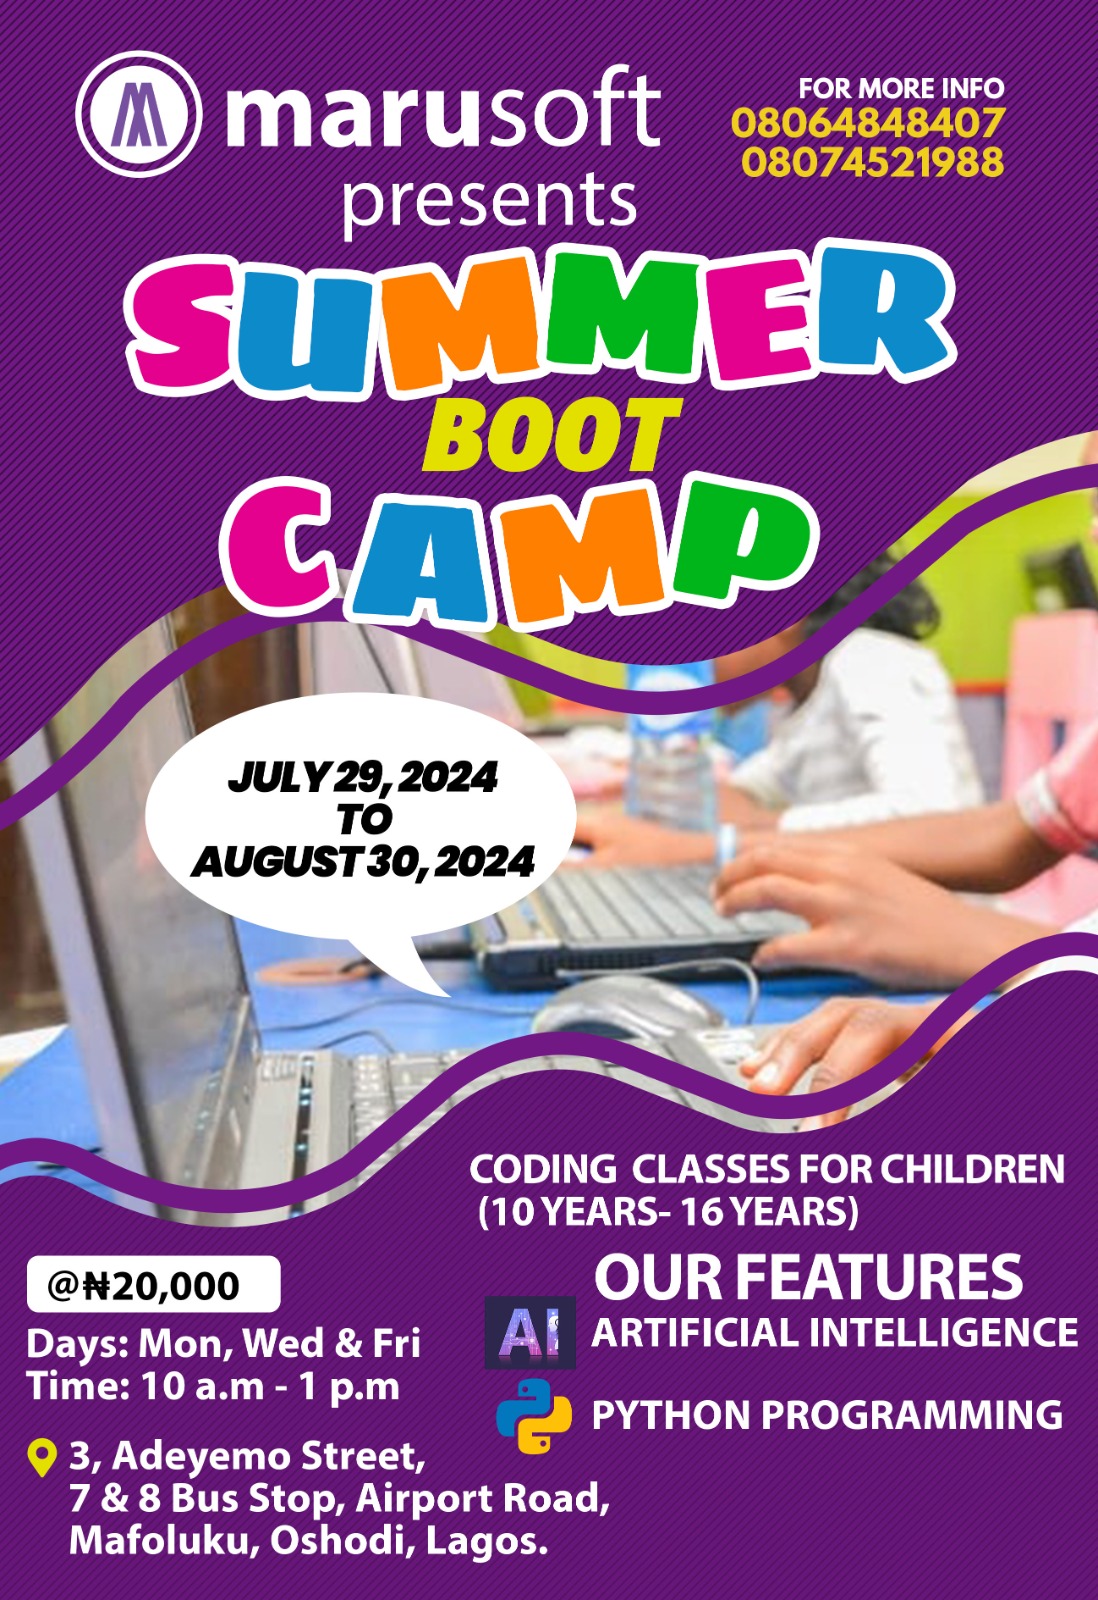 marusoft
presents
FOR MORE INFO
08064848407
08074521988
SUMMER
BOOT
CAMP
JULY 29, 2024
TO
AUGUST 30, 2024
CODING CLASSES FOR CHILDREN
(10 YEARS- 16 YEARS)
@₦20,000
Days: Mon, Wed & Fri
Time: 10 a.m - 1 p.m
3, Adeyemo Street,
7 & 8 Bus Stop, Airport Road,
Mafoluku, Oshodi, Lagos.
OUR FEATURES
AI
ARTIFICIAL INTELLIGENCE
PYTHON PROGRAMMING